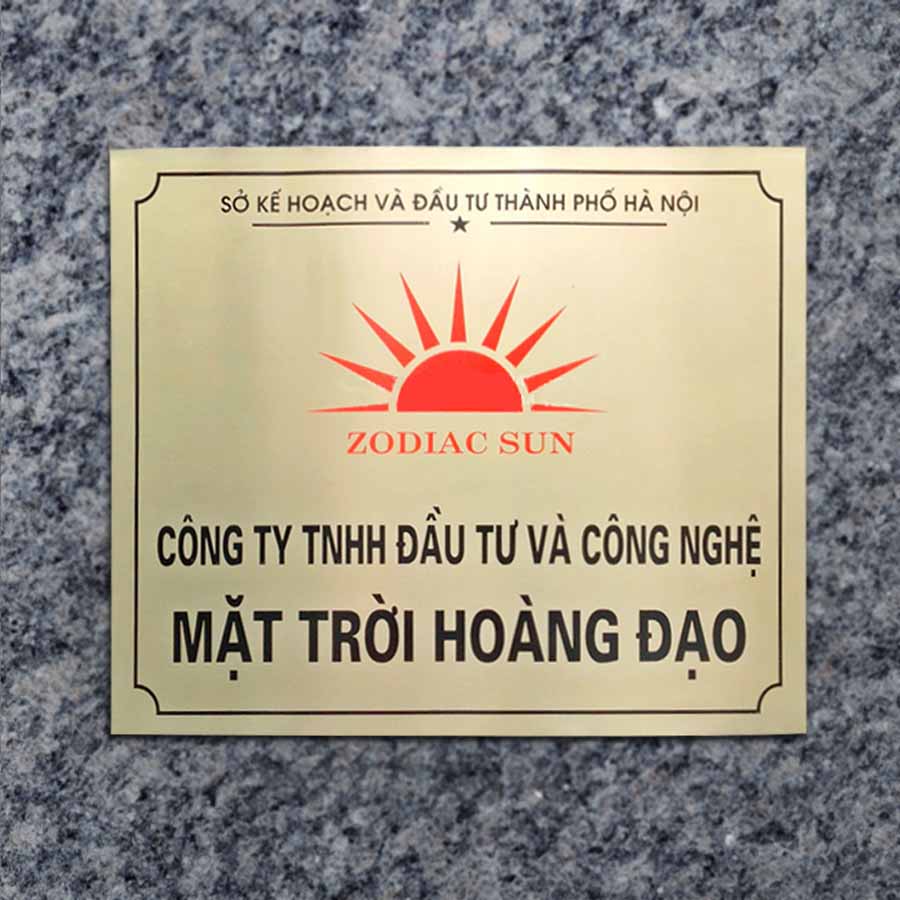 SỞ KẾ HOẠCH VÀ ĐẦU TƯ THÀNH PHỐ HÀ NỘI
ZODIAC SUN
CÔNG TY TNHH ĐẦU TƯ VÀ CÔNG NGHỆ
MẶT TRỜI HOÀNG ĐẠO